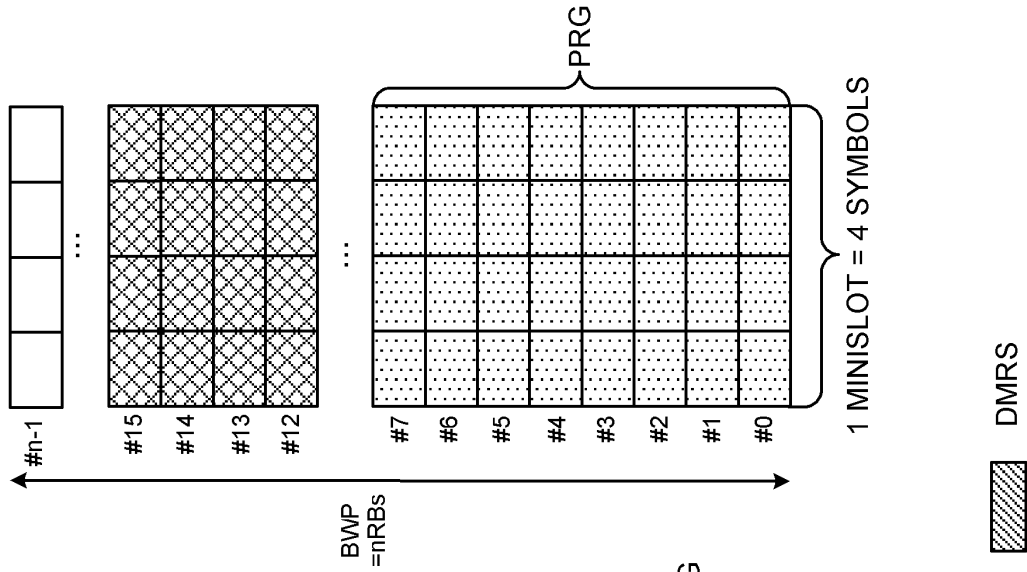 #n-1
...
#15
#14
#13
#12
...
#7
#6
#5
#4
#3
#2
#1
#0
PRG
BWP
=nRBs
1 MINISLOT = 4 SYMBOLS
DMRS